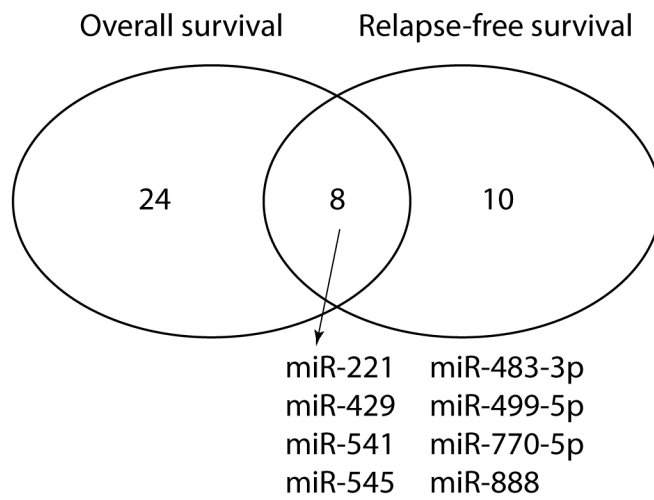 Overall survival Relapse-free survival
24 8 10
miR-221 miR-483-3p
miR-429 miR-499-5p
miR-541 miR-770-5p
miR-545 miR-888